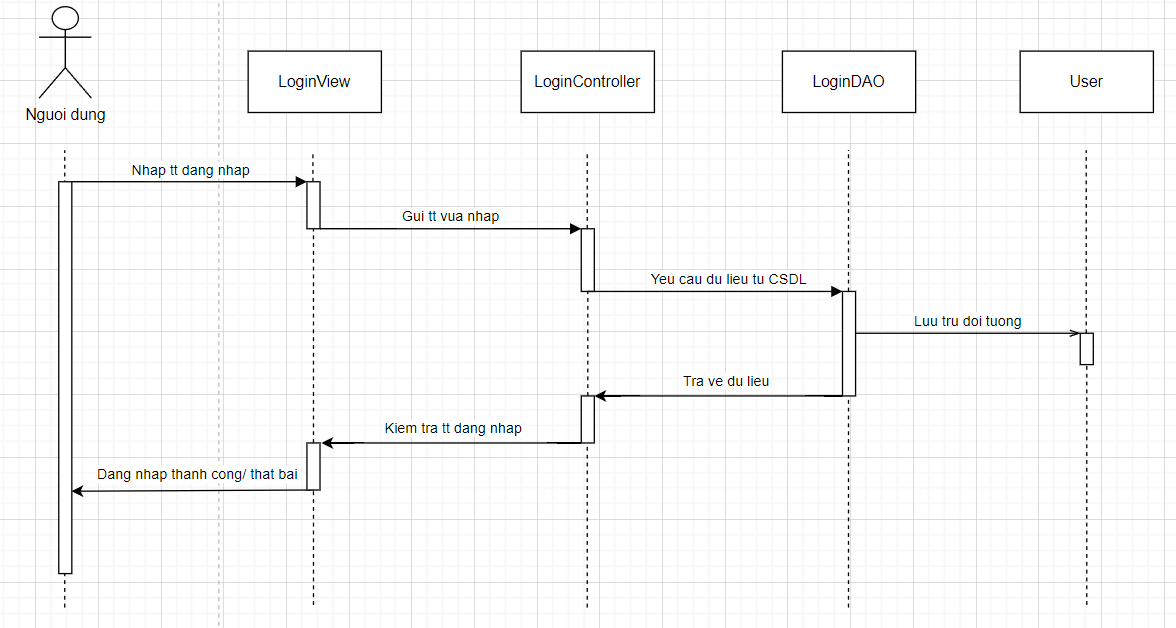 Nguoi dung
LoginView
LoginController
LoginDAO
User
Nhap tt dang nhap
Gui tt vua nhap
Yeu cau du lieu tu CSDL
Luu tru doi tuong
Tra ve du lieu
Kiem tra tt dang nhap
Dang nhap thanh cong/ that bai